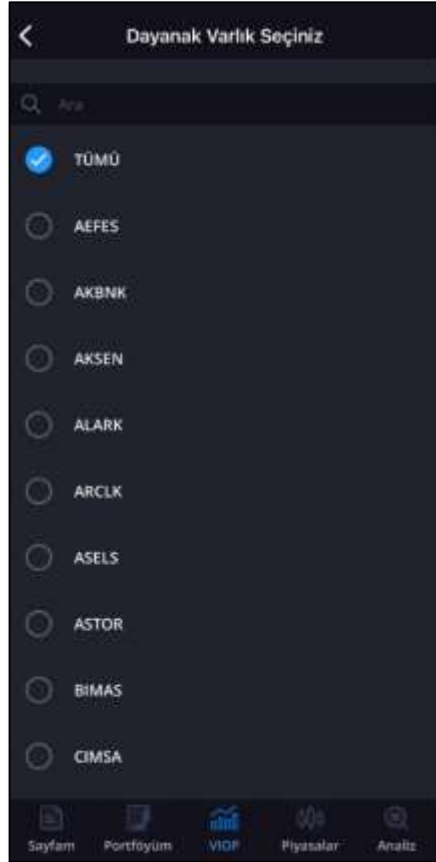 Dayanak Varlık Seçiniz
Ara
TÜMÜ
AEFES
AKBNK
AKSEN
ALARK
ARCLK
ASELS
ASTOR
BIMAS
CIMSA
Sayfam Portföyüm VIOP Piyasalar Analiz